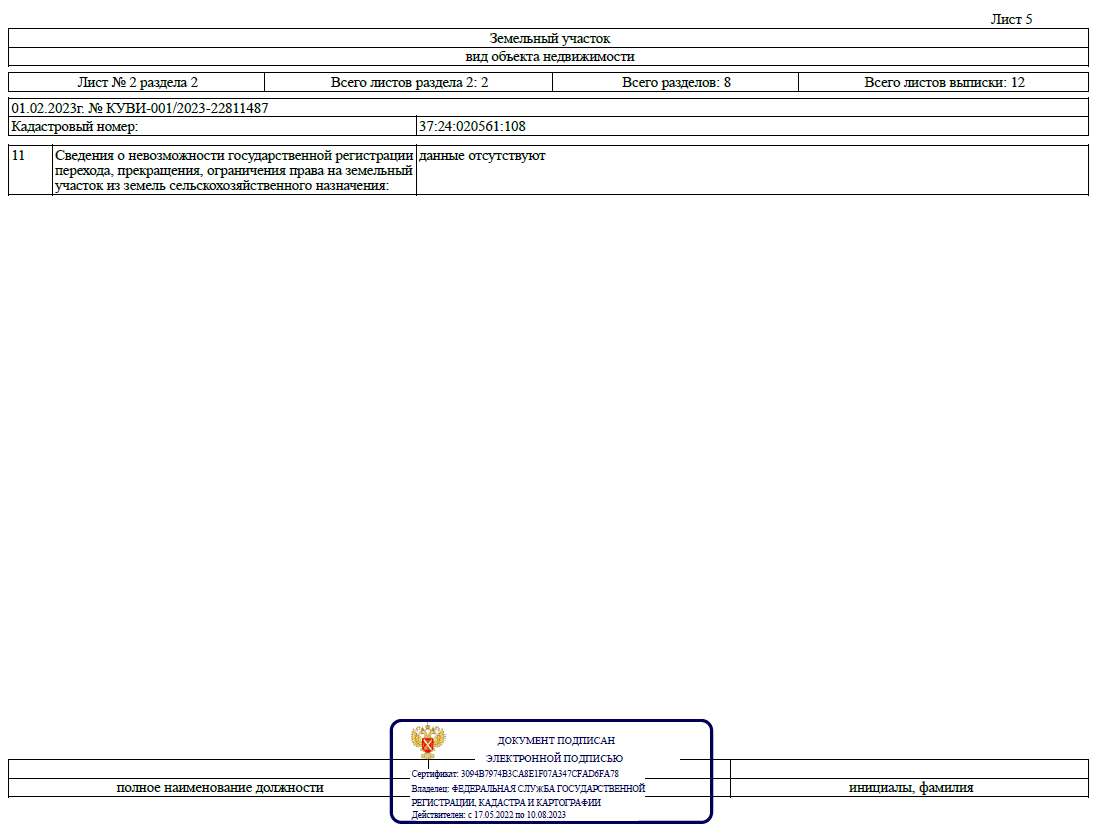 Лист 5
Земельный участок
вид объекта недвижимости
Лист № 2 раздела 2 Всего листов раздела 2: 2 Всего разделов: 8 Всего листов выписки: 12
01.02.2023г. № КУВИ-001/2023-22811487
Кадастровый номер: 37:24:020561:108
11 Сведения о невозможности государственной регистрации данные отсутствуют
перехода, прекращения, ограничения права на земельный
участок из земель сельскохозяйственного назначения:
ДОКУМЕНТ ПОДПИСАН
ЭЛЕКТРОННОЙ ПОДПИСЬЮ
Сертификат: 3094B7974B3CA8E1F07A347CFAD6FA78
Владелец: ФЕДЕРАЛЬНАЯ СЛУЖБА ГОСУДАРСТВЕННОЙ
РЕГИСТРАЦИИ, КАДАСТРА И КАРТОГРАФИИ
Действителен: с 17.05.2022 по 10.08.2023
полное наименование должности инициалы, фамилия